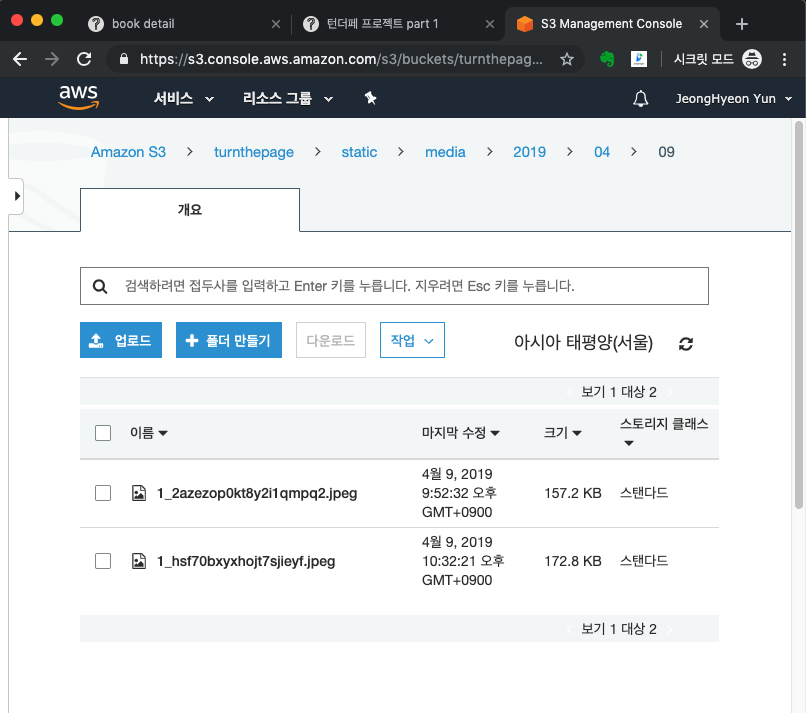 book detail
턴더페 프로젝트 part 1
S3 Management Console
https://s3.console.aws.amazon.com/s3/buckets/turnthepag...
시크릿 모드
aws 서비스 리소스 그룹 JeongHyeon Yun
Amazon S3 turnthepage static media 2019 04 09
개요
검색하려면 접두사를 입력하고 Enter 키를 누릅니다. 지우려면 Esc 키를 누릅니다.
업로드 폴더 만들기 다운로드 작업 아시아 태평양(서울)
보기 1 대상 2
이름 마지막 수정 크기 스토리지 클래스
1_2azezop0kt8y2i1qmpq2.jpeg 4월 9, 2019 9:52:32 오후 GMT+0900 157.2 KB 스탠다드
1_hsf70bxyxhojt7sjieyf.jpeg 4월 9, 2019 10:32:21 오후 GMT+0900 172.8 KB 스탠다드
보기 1 대상 2